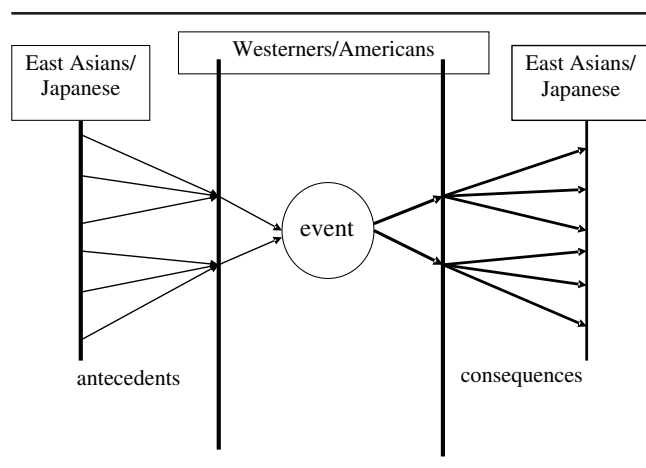 Westerners/Americans
East Asians/
Japanese
East Asians/
Japanese
event
antecedents
consequences